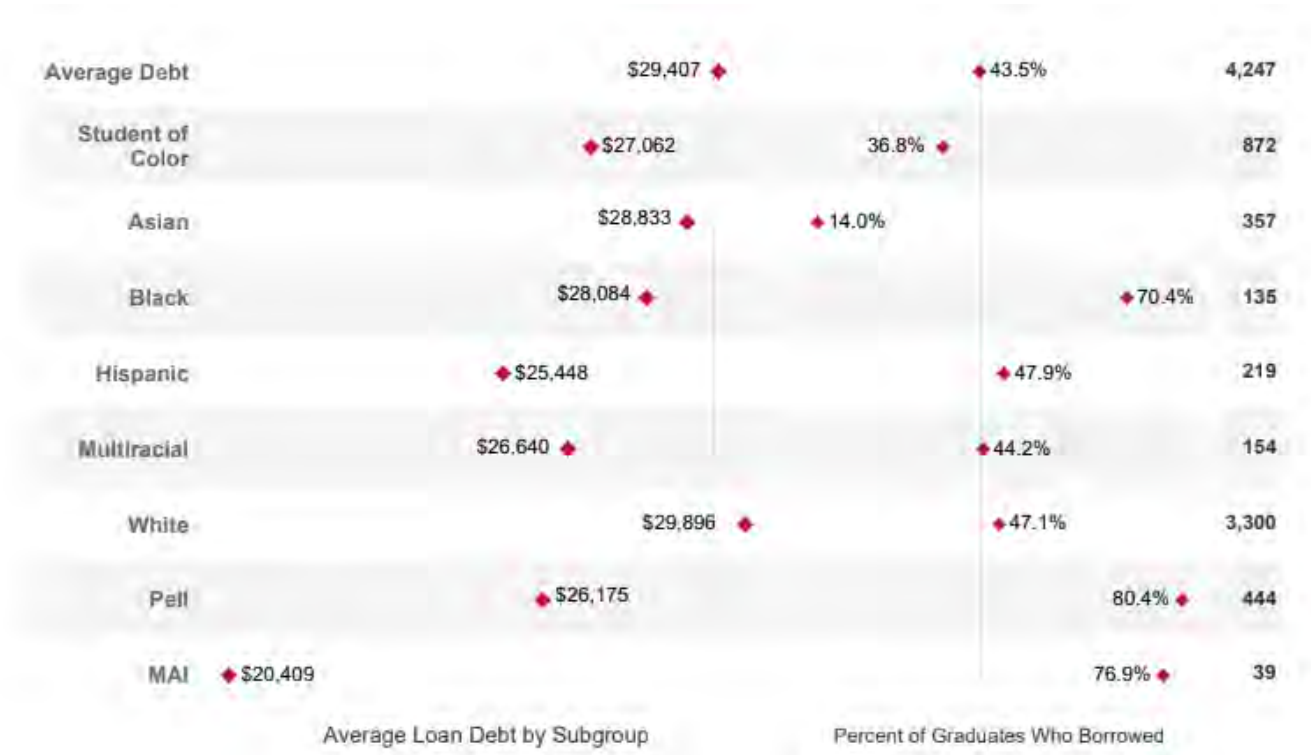 Average Debt $29,407 43.5% 4,247
Student of
Color $27,062 36.8% 872
Asian $28,833 14.0% 357
Black $28,084 70.4% 135
Hispanic $25,448 47.9% 219
Multiracial $26.640 44.2% 154
White $29,896 47.1% 3,300
Pell $26,175 80.4% 444
MAI $20,409 76.9% 39
Average Loan Debt by Subgroup Percent of Graduates Who Borrowed